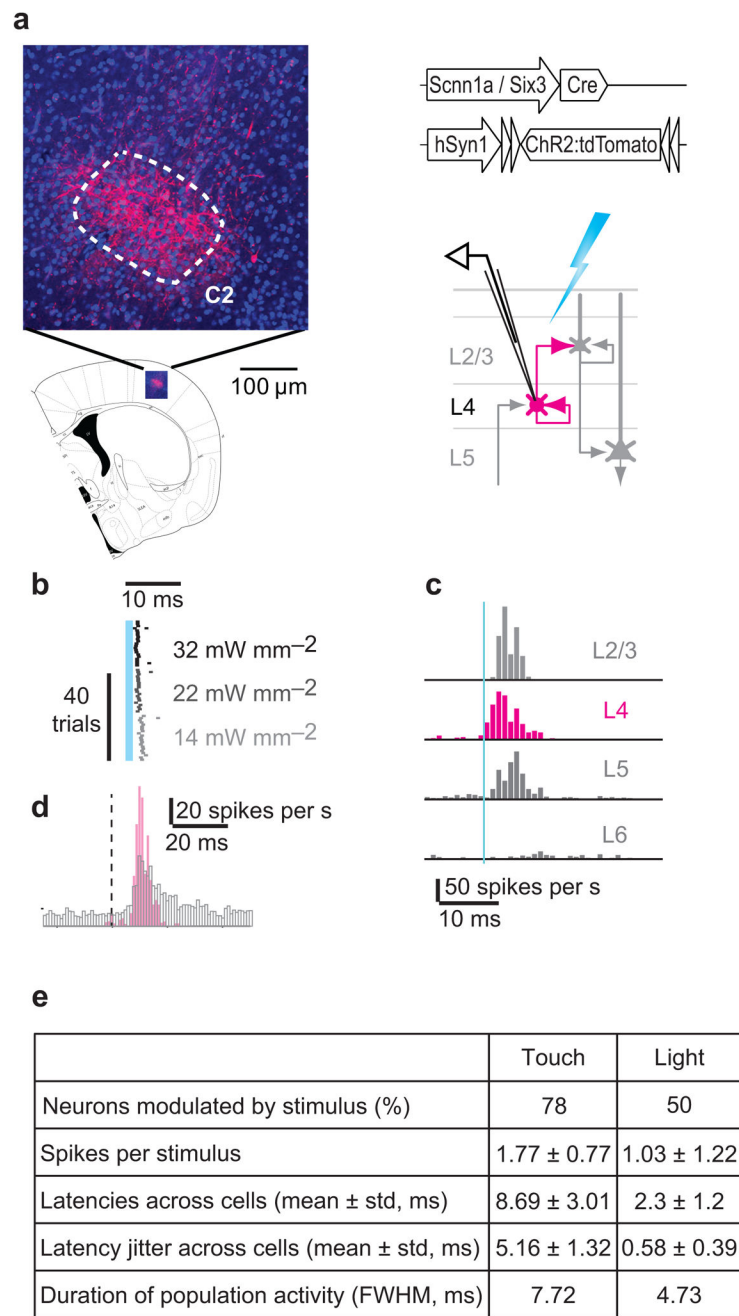 a
Scnn1a / Six3
Cre
hSyn1
ChR2:tdTomato
C2
100 µm
L2/3
L4
L5
b
10 ms
40
trials
32 mW mm–2
22 mW mm–2
14 mW mm–2
c
L2/3
L4
L5
L6
50 spikes per s
10 ms
d
20 spikes per s
20 ms
e
Touch Light
Neurons modulated by stimulus (%) 78 50
Spikes per stimulus 1.77 ± 0.77 1.03 ± 1.22
Latencies across cells (mean ± std, ms) 8.69 ± 3.01 2.3 ± 1.2
Latency jitter across cells (mean ± std, ms) 5.16 ± 1.32 0.58 ± 0.39
Duration of population activity (FWHM, ms) 7.72 4.73